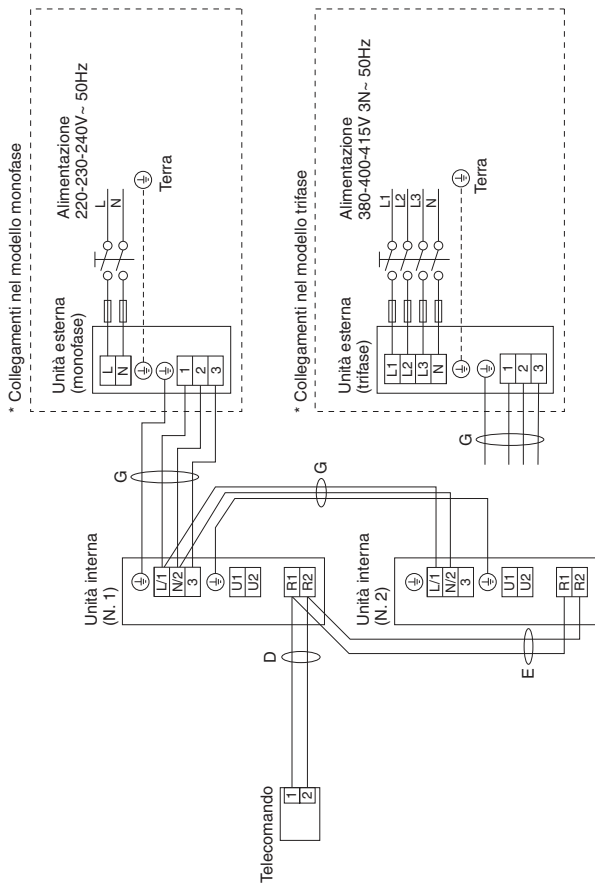 * Collegamenti nel modello monofase
Alimentazione
220-230-240V~ 50Hz
L
N
Terra
Unità esterna
(monofase)
L
N
1
2
3
G
* Collegamenti nel modello trifase
Alimentazione
380-400-415V 3N~ 50Hz
L1
L2
L3
N
Terra
Unità esterna
(trifase)
L1
L2
L3
N
1
2
3
G
G
Unità interna
(N. 1)
L/1
N/2
3
U1
U2
R1
R2
Unità interna
(N. 2)
L/1
N/2
3
U1
U2
R1
R2
D
E
Telecomando
1
2